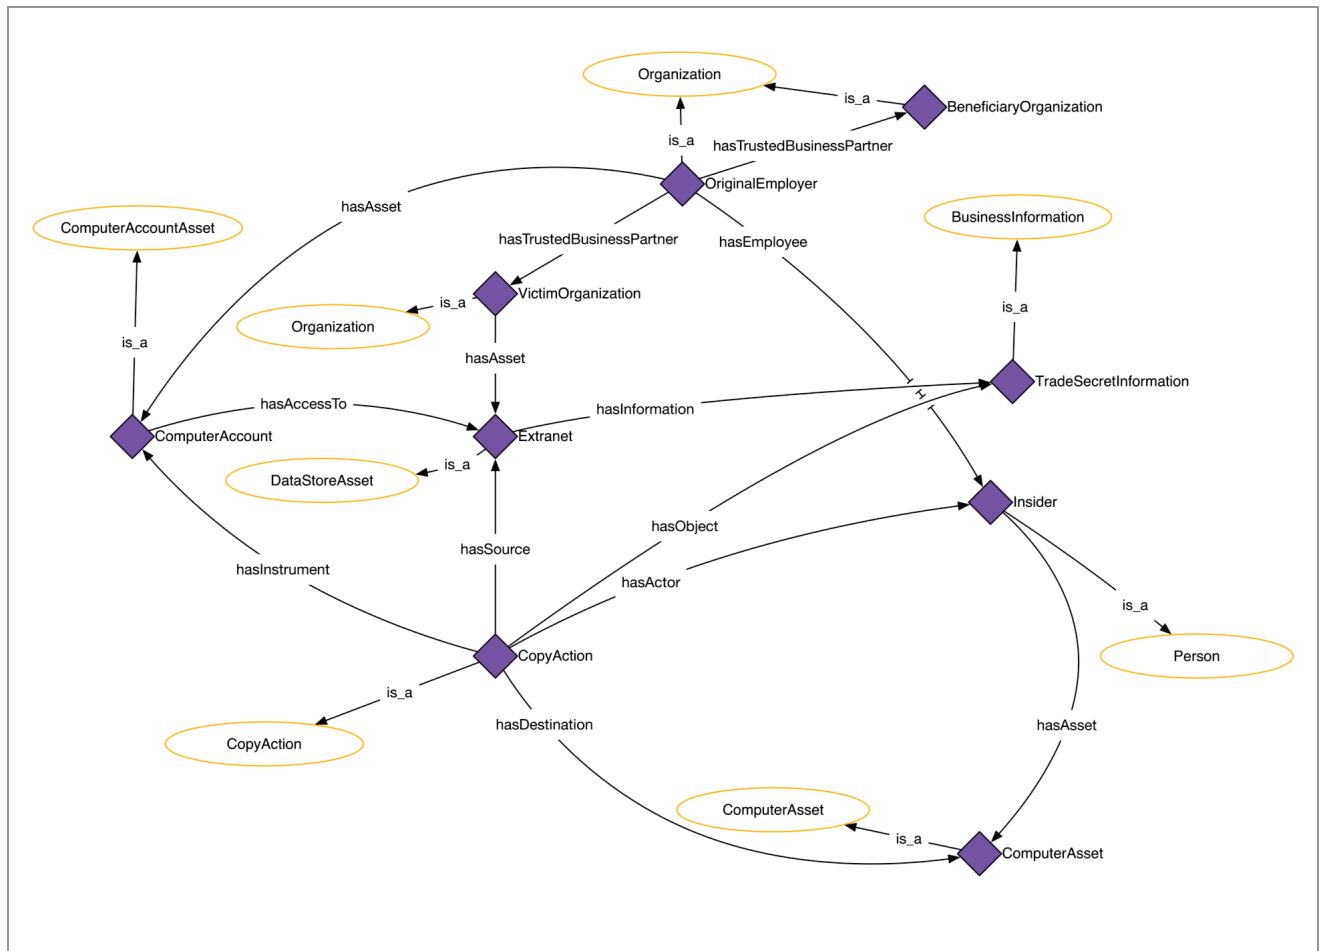 Organization
is_a
BeneficiaryOrganization
is_a
hasTrustedBusinessPartner
OriginalEmployer
hasAsset
ComputerAccountAsset
BusinessInformation
hasTrustedBusinessPartner
hasEmployee
VictimOrganization
is_a
Organization
is_a
is_a
hasAsset
TradeSecretInformation
hasAccessTo
hasInformation
ComputerAccount
Extranet
is_a
DataStoreAsset
Insider
hasObject
hasSource
hasInstrument
hasActor
is_a
CopyAction
Person
is_a
hasDestination
hasAsset
CopyAction
ComputerAsset
is_a
ComputerAsset